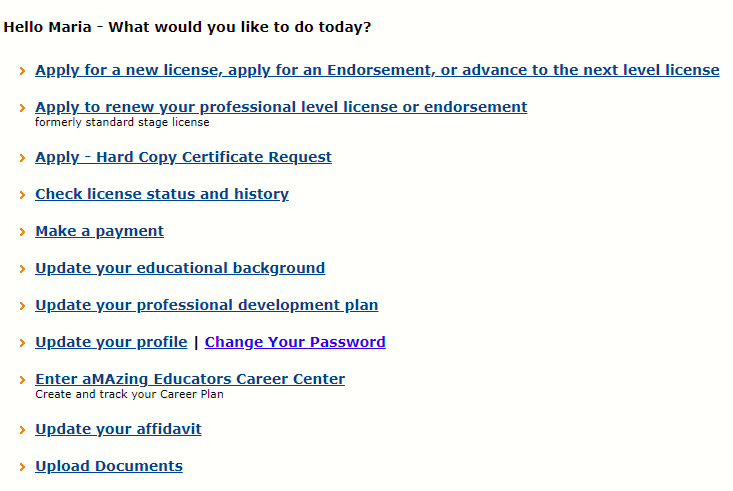 Hello Maria - What would you like to do today?
Apply for a new license, apply for an Endorsement, or advance to the next level license
Apply to renew your professional level license or endorsement
formerly standard stage license
Apply - Hard Copy Certificate Request
Check license status and history
Make a payment
Update your educational background
Update your professional development plan
Update your profile | Change Your Password
Enter aMAzing Educators Career Center
Create and track your Career Plan
Update your affidavit
Upload Documents